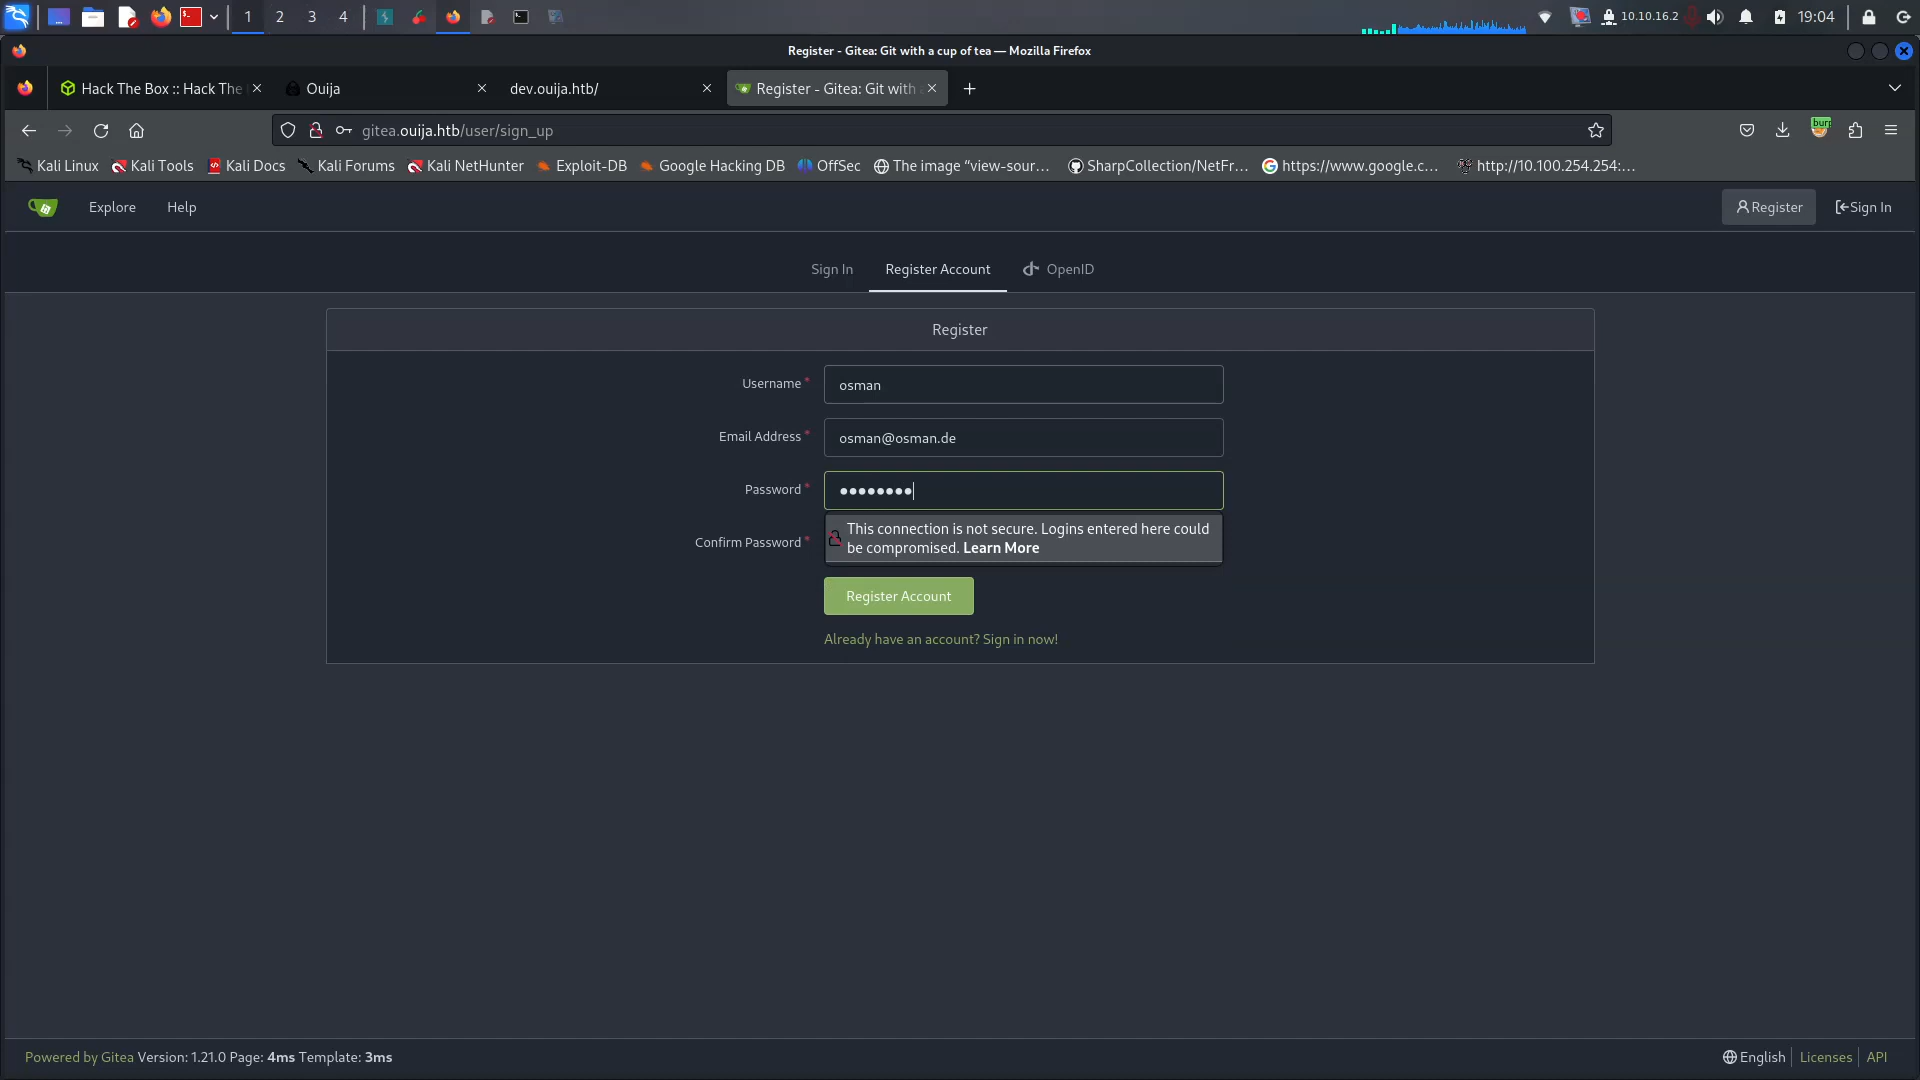 1 2 3 4 10.10.16.2 19:04
Register - Gitea: Git with a cup of tea — Mozilla Firefox
Hack The Box :: Hack The
Ouija
dev.ouija.htb/
Register - Gitea: Git with
gitea.ouija.htb/user/sign_up
burp
Kali Linux
Kali Tools
Kali Docs
Kali Forums
Kali NetHunter
Exploit-DB
Google Hacking DB
OffSec
The image “view-sour…
SharpCollection/NetFr…
https://www.google.c…
http://10.100.254.254:…
Explore
Help
Register
Sign In
Sign In
Register Account
OpenID
Register
Username *
osman
Email Address *
osman@osman.de
Password *
This connection is not secure. Logins entered here could
be compromised. Learn More
Confirm Password *
Register Account
Already have an account? Sign in now!
Powered by Gitea Version: 1.21.0 Page: 4ms Template: 3ms
English
Licenses
API